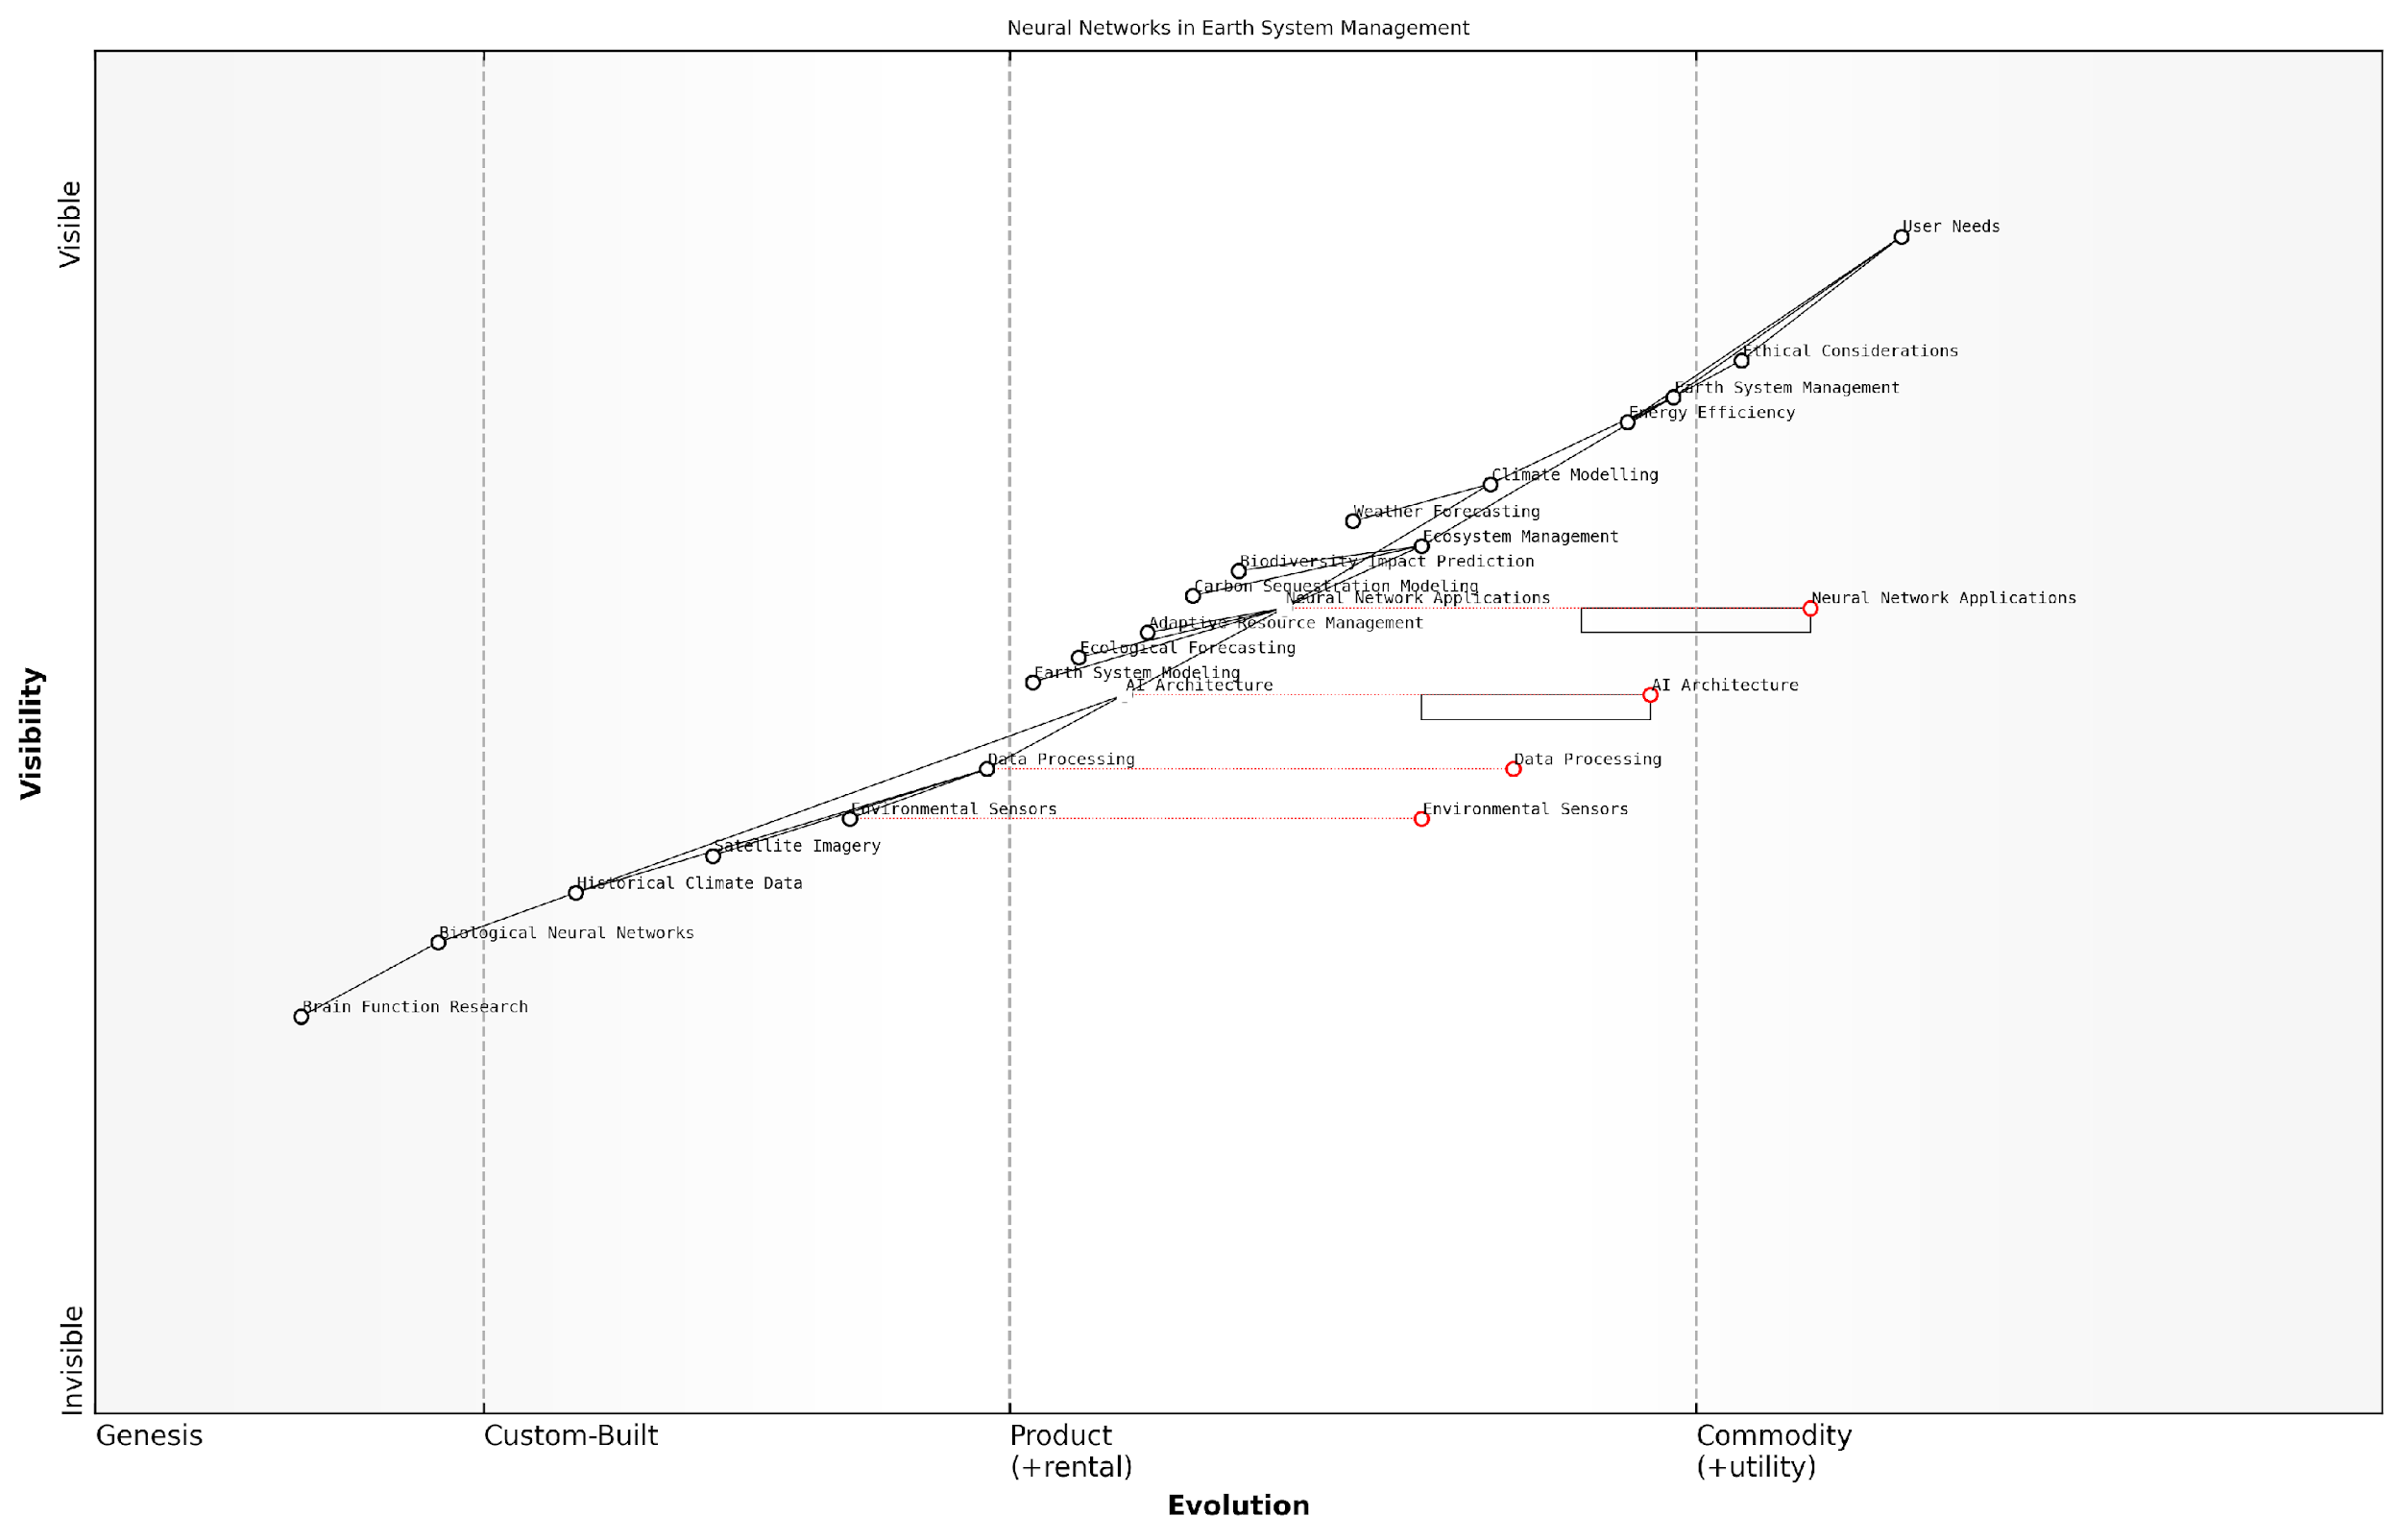 Neural Networks in Earth System Management
Visible
User Needs
Ethical Considerations
Earth System Management
Energy Efficiency
Climate Modelling
Weather Forecasting
Ecosystem Management
Biodiversity Impact Prediction
Carbon Sequestration Modeling
Neural Network Applications
Neural Network Applications
Adaptive Resource Management
Ecological Forecasting
Earth System Modeling
AI Architecture
AI Architecture
Visibility
Data Processing
Data Processing
Environmental Sensors
Environmental Sensors
Satellite Imagery
Historical Climate Data
Biological Neural Networks
Brain Function Research
Invisible
Genesis
Custom-Built
Product
(+rental)
Commodity
(+utility)
Evolution